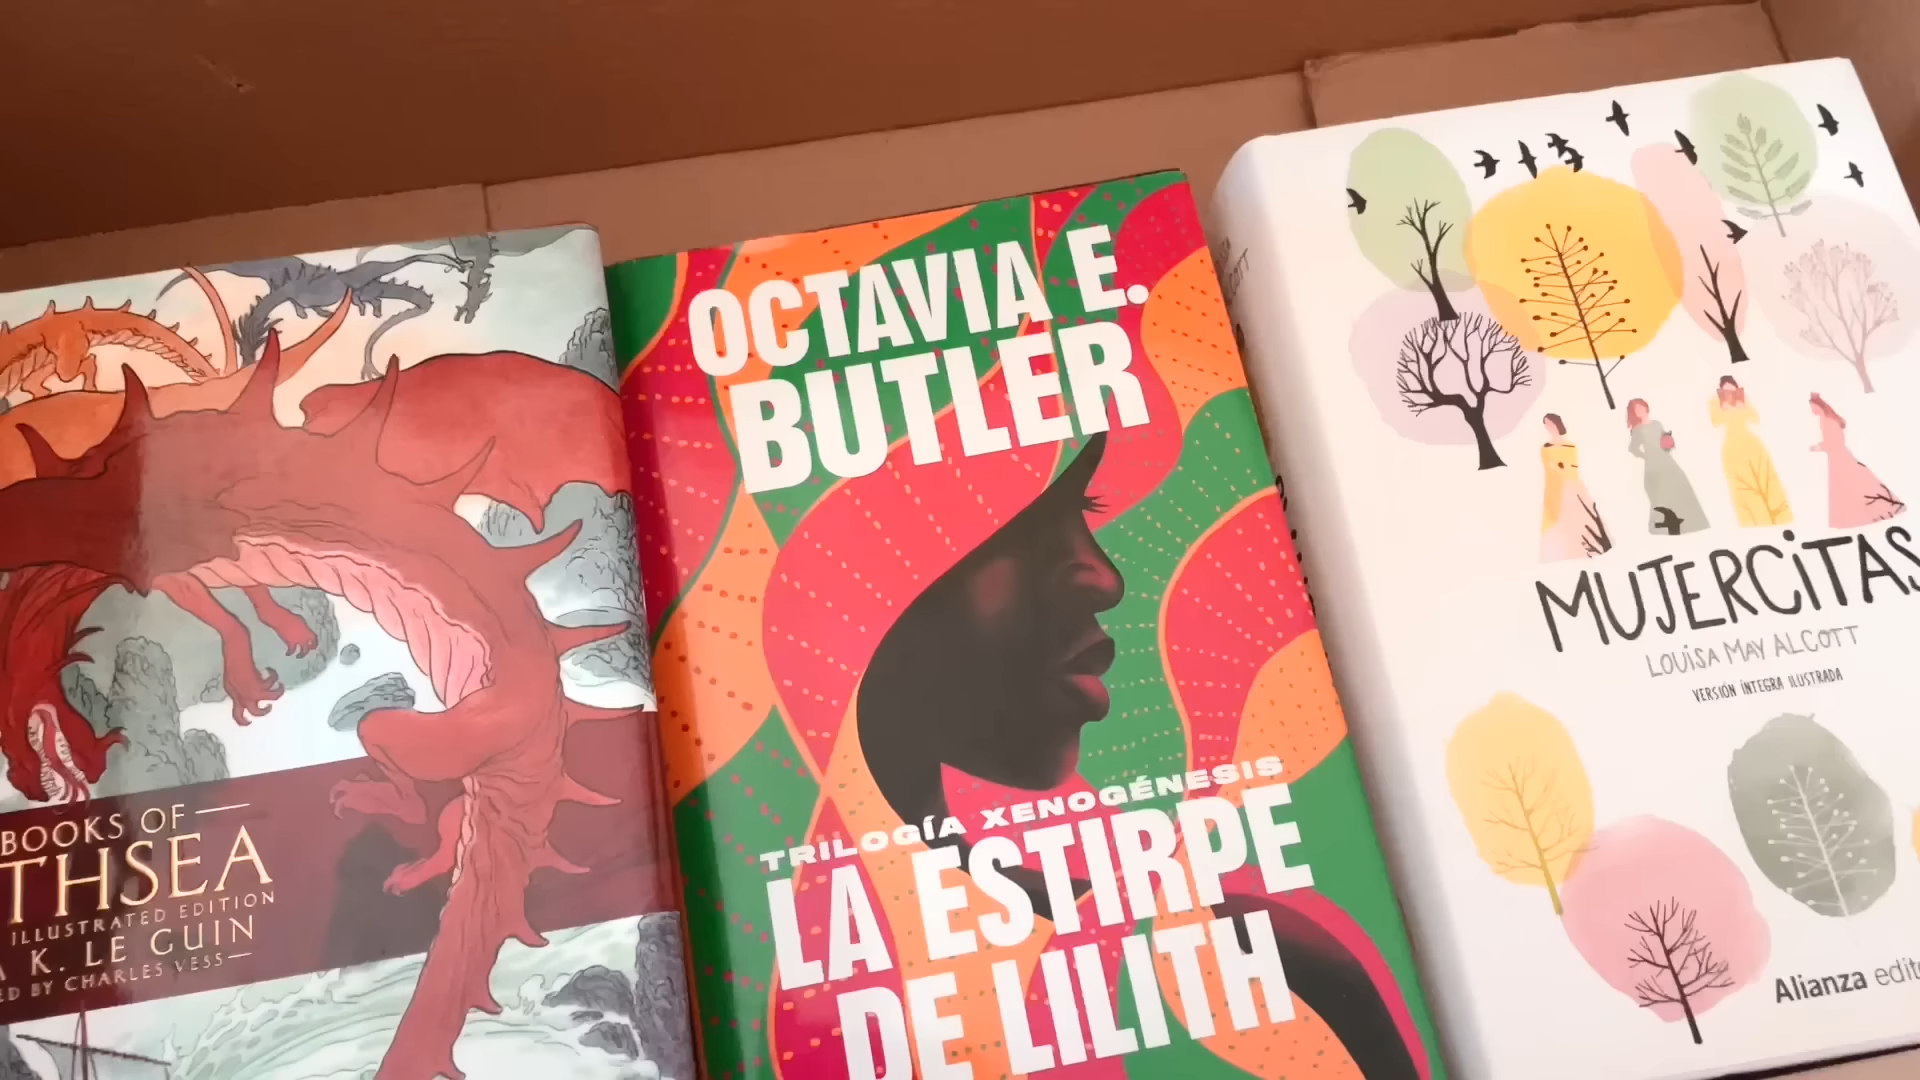 BOOKS OF
THSEA
ILLUSTRATED EDITION
A K. LE GUIN
ED BY CHARLES VESS
OCTAVIA E.
BUTLER
TRILOGÍA XENOGÉNESIS
LA ESTIRPE
DE LILITH
MUJERCITAS
LOUISA MAY ALCOTT
VERSIÓN ÍNTEGRA ILUSTRADA
Alianza edit